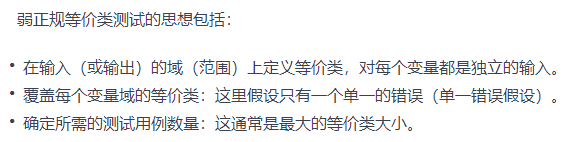 弱正规等价类测试的思想包括：
• 在输入（或输出）的域（范围）上定义等价类，对每个变量都是独立的输入。
• 覆盖每个变量域的等价类：这里假设只有一个单一的错误（单一错误假设）。
• 确定所需的测试用例数量：这通常是最大的等价类大小。